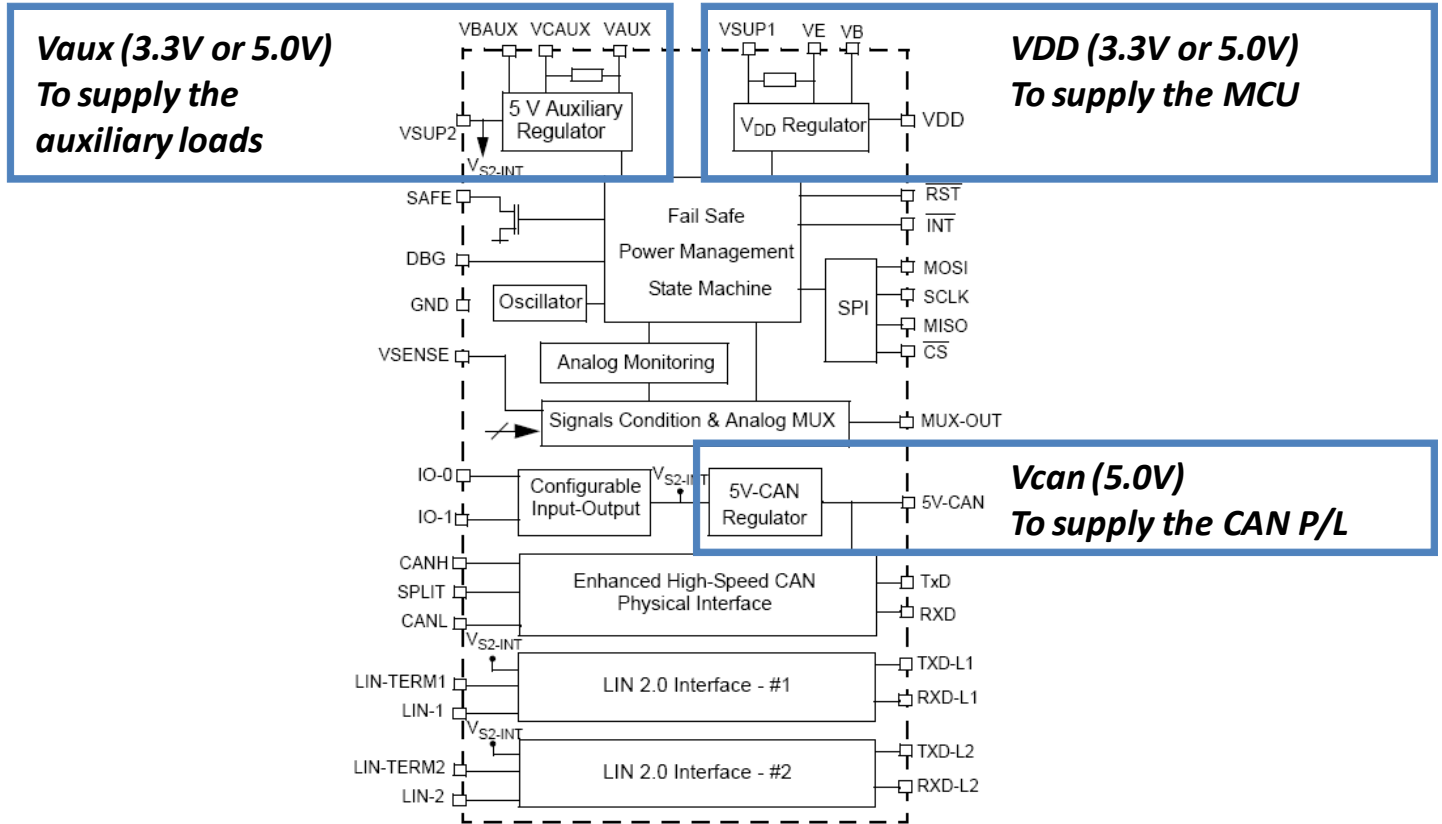 Vaux (3.3V or 5.0V)
To supply the
auxiliary loads
VBAUX VCAUX VAUX
VSUP1 VE VB
VDD (3.3V or 5.0V)
To supply the MCU
5 V Auxiliary
Regulator
VSUP2
VS2-INT
VDD Regulator
VDD
SAFE
DBG
GND
VSENSE
Fail Safe
Power Management
State Machine
Oscillator
RST
INT
SPI
MOSI
SCLK
MISO
CS
Analog Monitoring
Signals Condition & Analog MUX
MUX-OUT
IO-0
IO-1
Configurable
Input-Output
VS2-INT
5V-CAN
Regulator
5V-CAN
Vcan (5.0V)
To supply the CAN P/L
CANH
SPLIT
CANL
Enhanced High-Speed CAN
Physical Interface
TxD
RXD
VS2-INT
LIN-TERM1
LIN-1
LIN 2.0 Interface - #1
TXD-L1
RXD-L1
VS2-INT
LIN-TERM2
LIN-2
LIN 2.0 Interface - #2
TXD-L2
RXD-L2